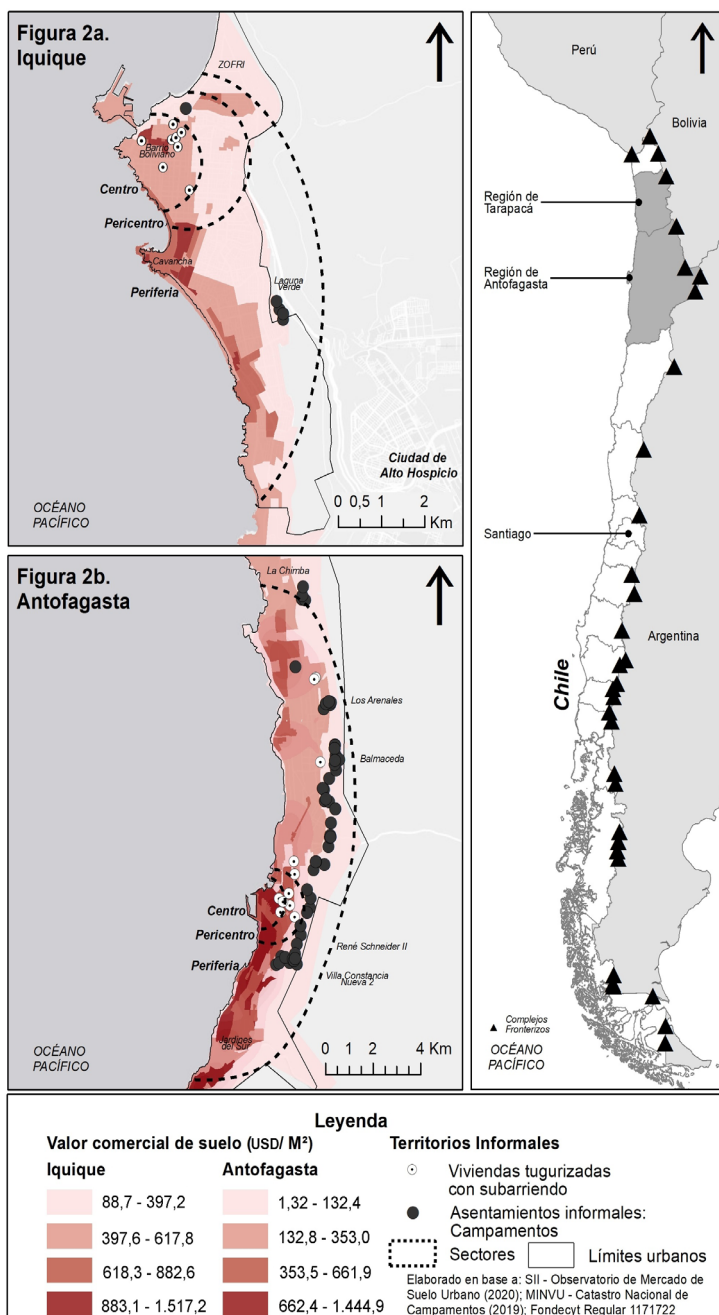 Figura 2a.
Iquique
ZOFRI
Barrio
Boliviano
Centro
Pericentro
Cavancha
Periferia
Laguna
Verde
Ciudad de
Alto Hospicio
OCÉANO
PACÍFICO
0 0,5 1 2
Km
Figura 2b.
Antofagasta
La Chimba
Los Arenales
Balmaceda
Centro
Pericentro
Periferia
René Schneider II
Villa Constancia
Nueva 2
Jardines
del Sur
OCÉANO
PACÍFICO
0 1 2 4 Km
Perú
Bolivia
Región de
Tarapacá
Región de
Antofagasta
Santiago
Argentina
Chile
Complejos
Fronterizos
OCÉANO
PACÍFICO
Leyenda
Valor comercial de suelo (USD/ M²)
Iquique
88,7 - 397,2
397,6 - 617,8
618,3 - 882,6
883,1 - 1.517,2
Antofagasta
1,32 - 132,4
132,8 - 353,0
353,5 - 661,9
662,4 - 1.444,9
Territorios Informales
Viviendas tugurizadas
con subarriendo
Asentamientos informales:
Campamentos
Sectores
Límites urbanos
Elaborado en base a: SII - Observatorio de Mercado de
Suelo Urbano (2020); MINVU - Catastro Nacional de
Campamentos (2019); Fondecyt Regular 1171722